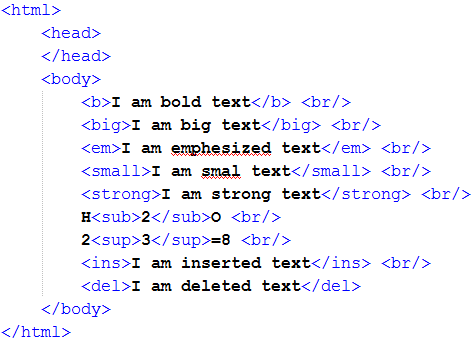 <html>
<head>
</head>
<body>
<b>I am bold text</b> <br/>
<big>I am big text</big> <br/>
<em>I am emphesized text</em> <br/>
<small>I am smal text</small> <br/>
<strong>I am strong text</strong> <br/>
H<sub>2</sub>O <br/>
2<sup>3</sup>=8 <br/>
<ins>I am inserted text</ins> <br/>
<del>I am deleted text</del>
</body>
</html>